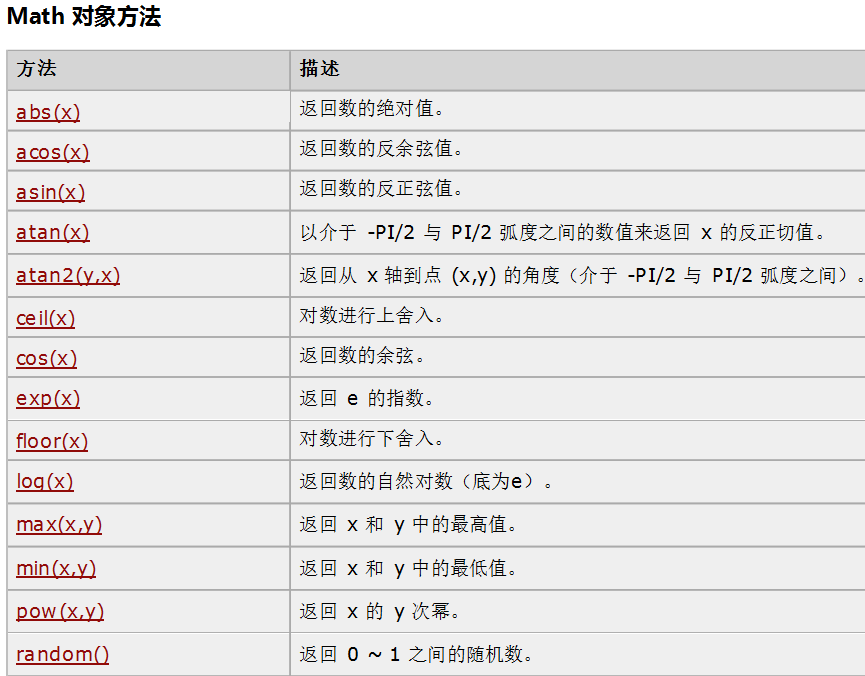 Math 对象方法
方法 描述
abs(x) 返回数的绝对值。
acos(x) 返回数的反余弦值。
asin(x) 返回数的反正弦值。
atan(x) 以介于 -PI/2 与 PI/2 弧度之间的数值来返回 x 的反正切值。
atan2(y,x) 返回从 x 轴到点 (x,y) 的角度（介于 -PI/2 与 PI/2 弧度之间）。
ceil(x) 对数进行上舍入。
cos(x) 返回数的余弦。
exp(x) 返回 e 的指数。
floor(x) 对数进行下舍入。
log(x) 返回数的自然对数（底为e）。
max(x,y) 返回 x 和 y 中的最高值。
min(x,y) 返回 x 和 y 中的最低值。
pow(x,y) 返回 x 的 y 次幂。
random() 返回 0 ~ 1 之间的随机数。